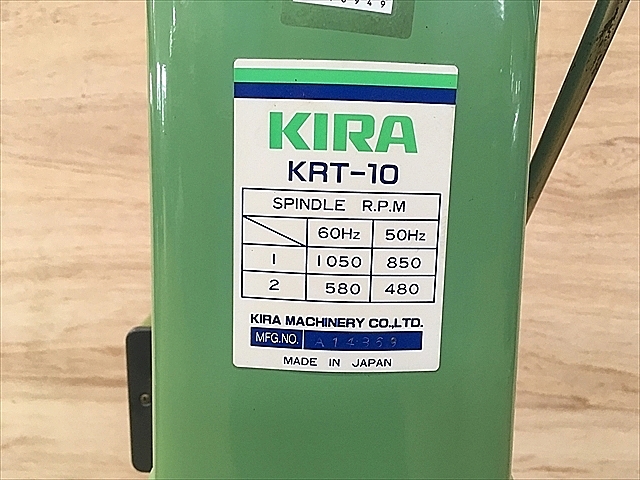 KIRA
KRT-10
SPINDLE R.P.M
60Hz 50Hz
1 1050 850
2 580 480
KIRA MACHINERY CO.,LTD.
MFG.NO. A14869
MADE IN JAPAN